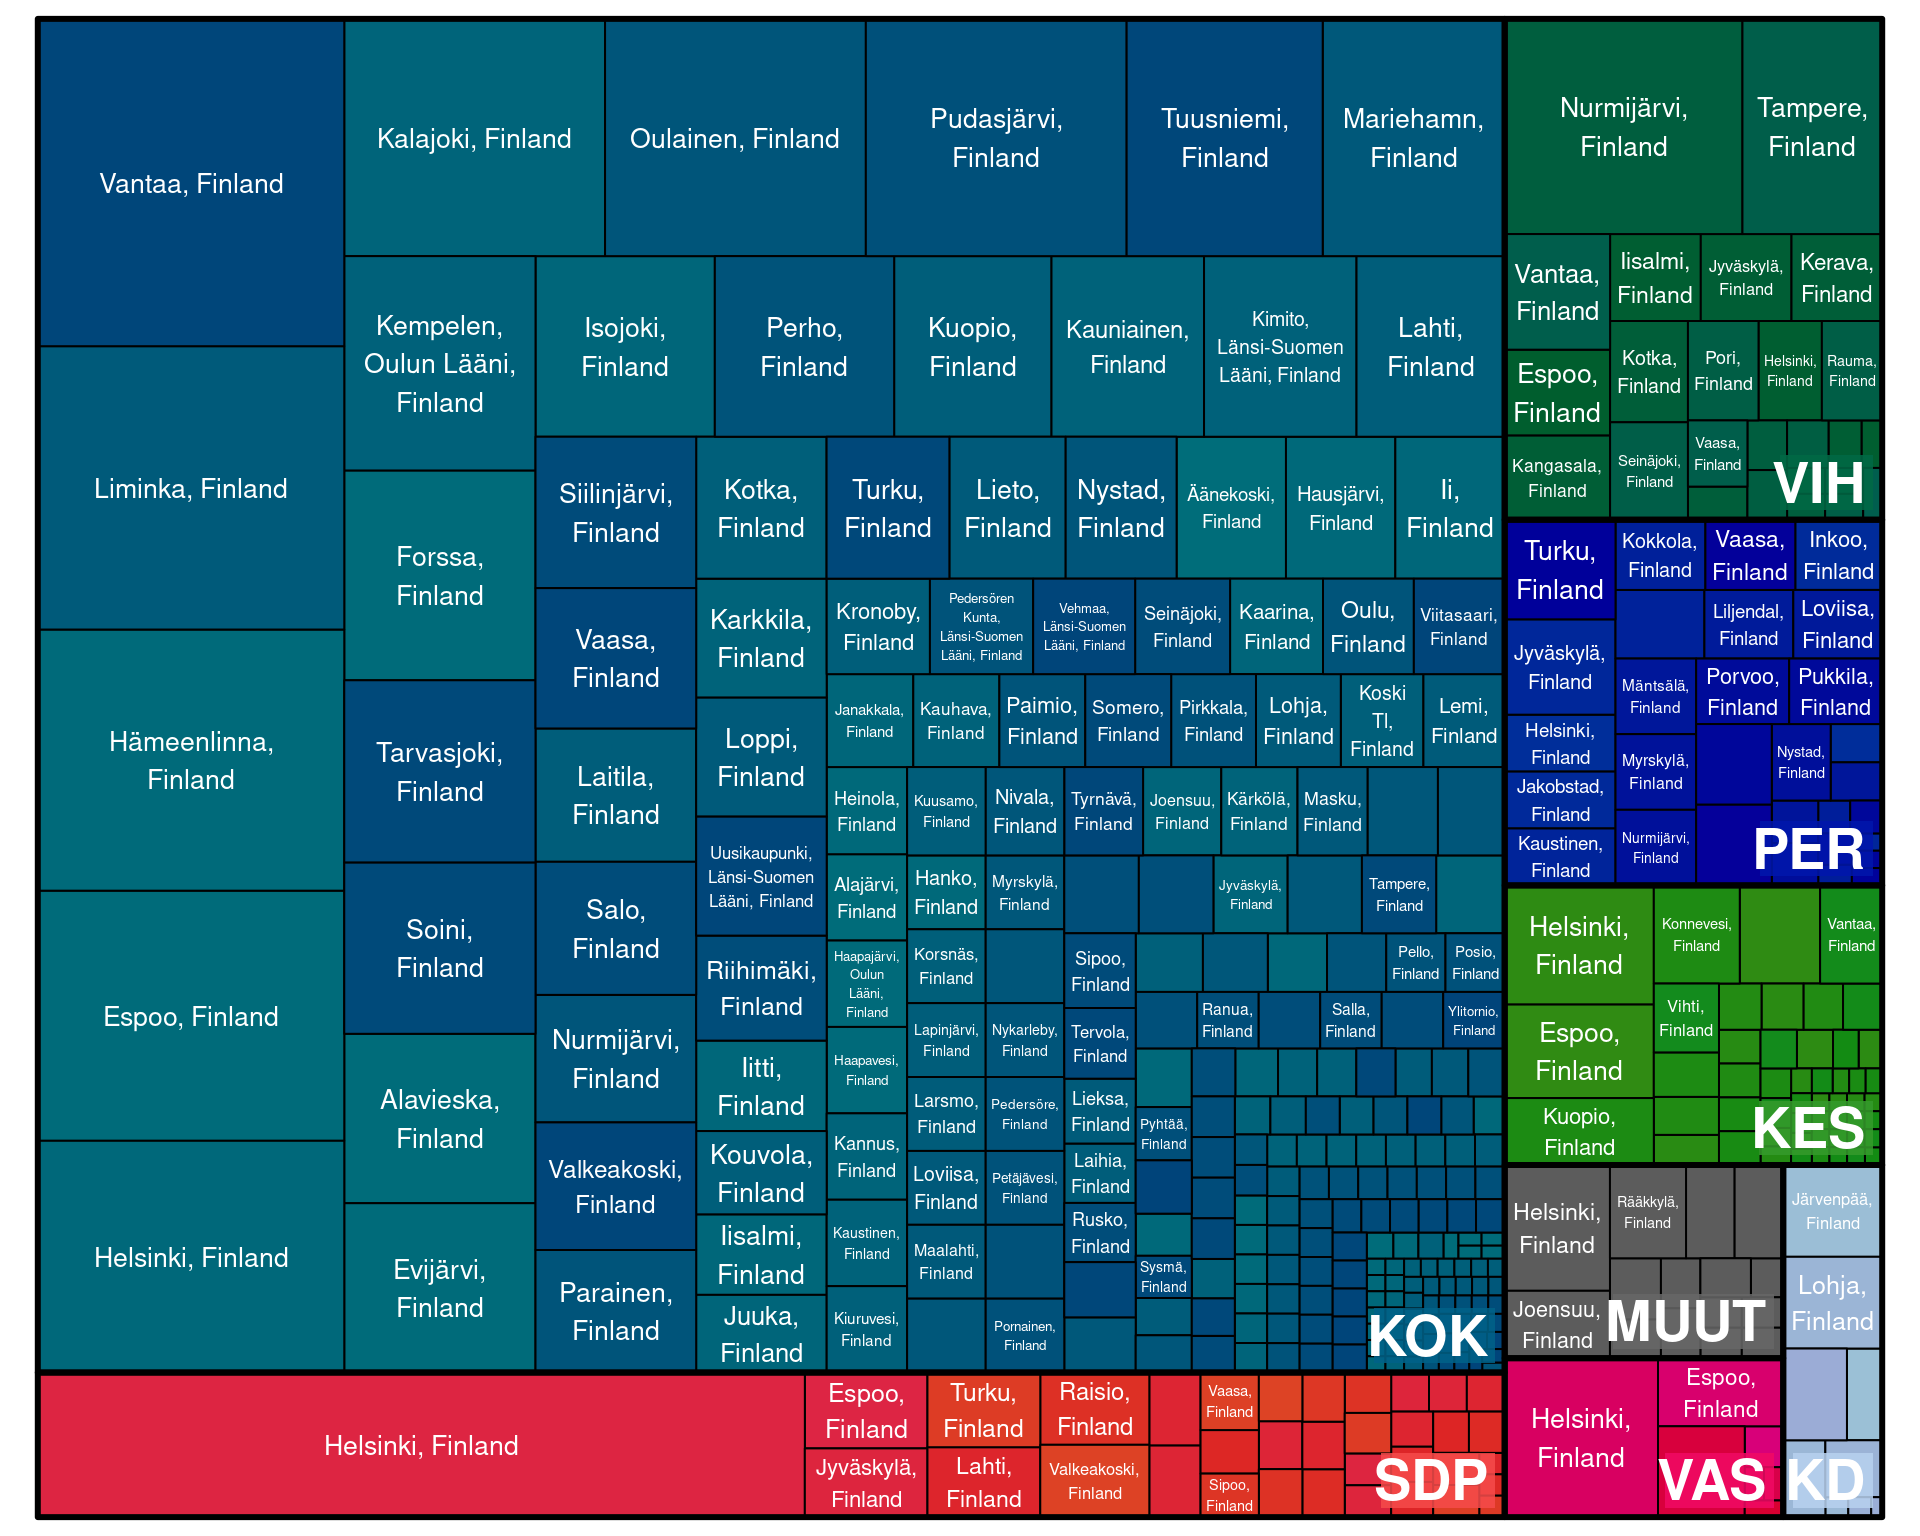 Vantaa, Finland
Liminka, Finland
Hämeenlinna,
Finland
Espoo, Finland
Helsinki, Finland
Kalajoki, Finland
Oulainen, Finland
Pudasjärvi,
Finland
Tuusniemi,
Finland
Mariehamn,
Finland
Kempelen,
Oulun Lääni,
Finland
Forssa,
Finland
Tarvasjoki,
Finland
Soini,
Finland
Alavieska,
Finland
Evijärvi,
Finland
Isojoki,
Finland
Perho,
Finland
Kuopio,
Finland
Kauniainen,
Finland
Kimito,
Länsi-Suomen
Lääni, Finland
Lahti,
Finland
Siilinjärvi,
Finland
Vaasa,
Finland
Laitila,
Finland
Salo,
Finland
Nurmijärvi,
Finland
Valkeakoski,
Finland
Parainen,
Finland
Kotka,
Finland
Karkkila,
Finland
Loppi,
Finland
Uusikaupunki,
Länsi-Suomen
Lääni, Finland
Riihimäki,
Finland
Iitti,
Finland
Kouvola,
Finland
Iisalmi,
Finland
Juuka,
Finland
Turku,
Finland
Lieto,
Finland
Nystad,
Finland
Äänekoski,
Finland
Hausjärvi,
Finland
Ii,
Finland
Kronoby,
Finland
Pedersören
Kunta,
Länsi-Suomen
Lääni, Finland
Vehmaa,
Länsi-Suomen
Lääni, Finland
Seinäjoki,
Finland
Kaarina,
Finland
Oulu,
Finland
Viitasaari,
Finland
Janakkala,
Finland
Kauhava,
Finland
Paimio,
Finland
Somero,
Finland
Pirkkala,
Finland
Lohja,
Finland
Koski
Tl,
Finland
Lemi,
Finland
Heinola,
Finland
Alajärvi,
Finland
Haapajärvi,
Oulun
Lääni,
Finland
Haapavesi,
Finland
Kannus,
Finland
Kaustinen,
Finland
Kiuruvesi,
Finland
Kuusamo,
Finland
Nivala,
Finland
Hanko,
Finland
Myrskylä,
Finland
Korsnäs,
Finland
Lapinjärvi,
Finland
Nykarleby,
Finland
Larsmo,
Finland
Pedersöre,
Finland
Loviisa,
Finland
Petäjävesi,
Finland
Maalahti,
Finland
Pornainen,
Finland
Tyrnävä,
Finland
Joensuu,
Finland
Kärkölä,
Finland
Masku,
Finland
Jyväskylä,
Finland
Tampere,
Finland
Sipoo,
Finland
Tervola,
Finland
Lieksa,
Finland
Laihia,
Finland
Rusko,
Finland
Pello,
Finland
Posio,
Finland
Ranua,
Finland
Salla,
Finland
Ylitornio,
Finland
Pyhtää,
Finland
Sysmä,
Finland
KOK
Helsinki, Finland
Espoo,
Finland
Jyväskylä,
Finland
Turku,
Finland
Lahti,
Finland
Raisio,
Finland
Valkeakoski,
Finland
Vaasa,
Finland
Sipoo,
Finland
SDP
Nurmijärvi,
Finland
Tampere,
Finland
Vantaa,
Finland
Espoo,
Finland
Kangasala,
Finland
Iisalmi,
Finland
Jyväskylä,
Finland
Kerava,
Finland
Kotka,
Finland
Pori,
Finland
Helsinki,
Finland
Rauma,
Finland
Seinäjoki,
Finland
Vaasa,
Finland
VIH
Turku,
Finland
Jyväskylä,
Finland
Helsinki,
Finland
Jakobstad,
Finland
Kaustinen,
Finland
Kokkola,
Finland
Vaasa,
Finland
Inkoo,
Finland
Liljendal,
Finland
Loviisa,
Finland
Mäntsälä,
Finland
Porvoo,
Finland
Pukkila,
Finland
Myrskylä,
Finland
Nystad,
Finland
Nurmijärvi,
Finland
PER
Helsinki,
Finland
Espoo,
Finland
Kuopio,
Finland
Konnevesi,
Finland
Vantaa,
Finland
Vihti,
Finland
KES
Helsinki,
Finland
Joensuu,
Finland
Rääkkylä,
Finland
MUUT
Järvenpää,
Finland
Lohja,
Finland
KD
Helsinki,
Finland
Espoo,
Finland
VAS